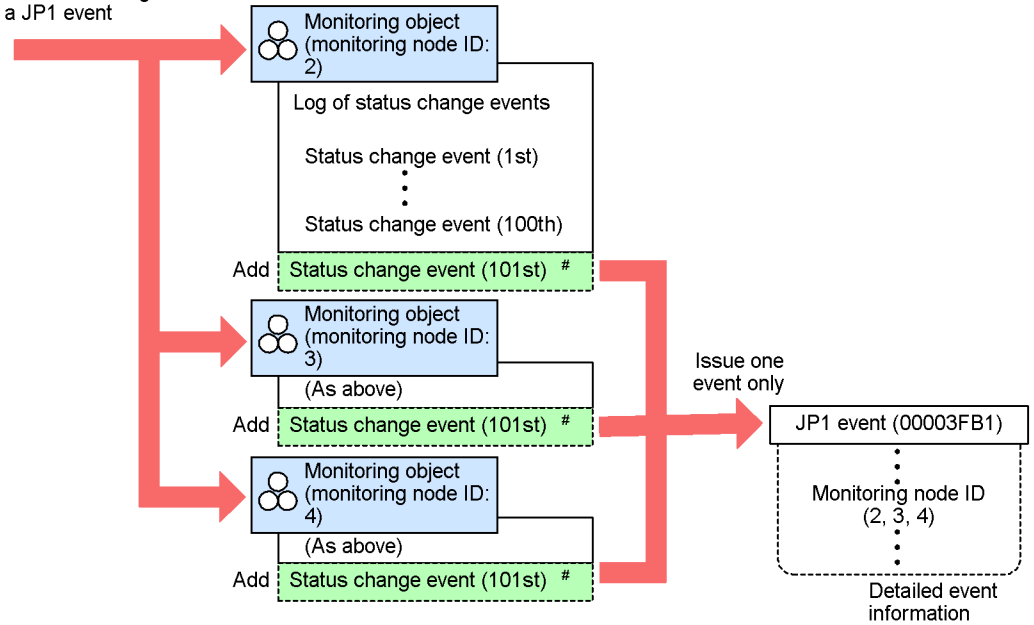 a JP1 event
Monitoring object
(monitoring node ID:
2)
Log of status change events
Status change event (1st)
Status change event (100th)
Add
Status change event (101st) #
Monitoring object
(monitoring node ID:
3)
(As above)
Add
Status change event (101st) #
Monitoring object
(monitoring node ID:
4)
(As above)
Add
Status change event (101st) #
Issue one
event only
JP1 event (00003FB1)
Monitoring node ID
(2, 3, 4)
Detailed event
information